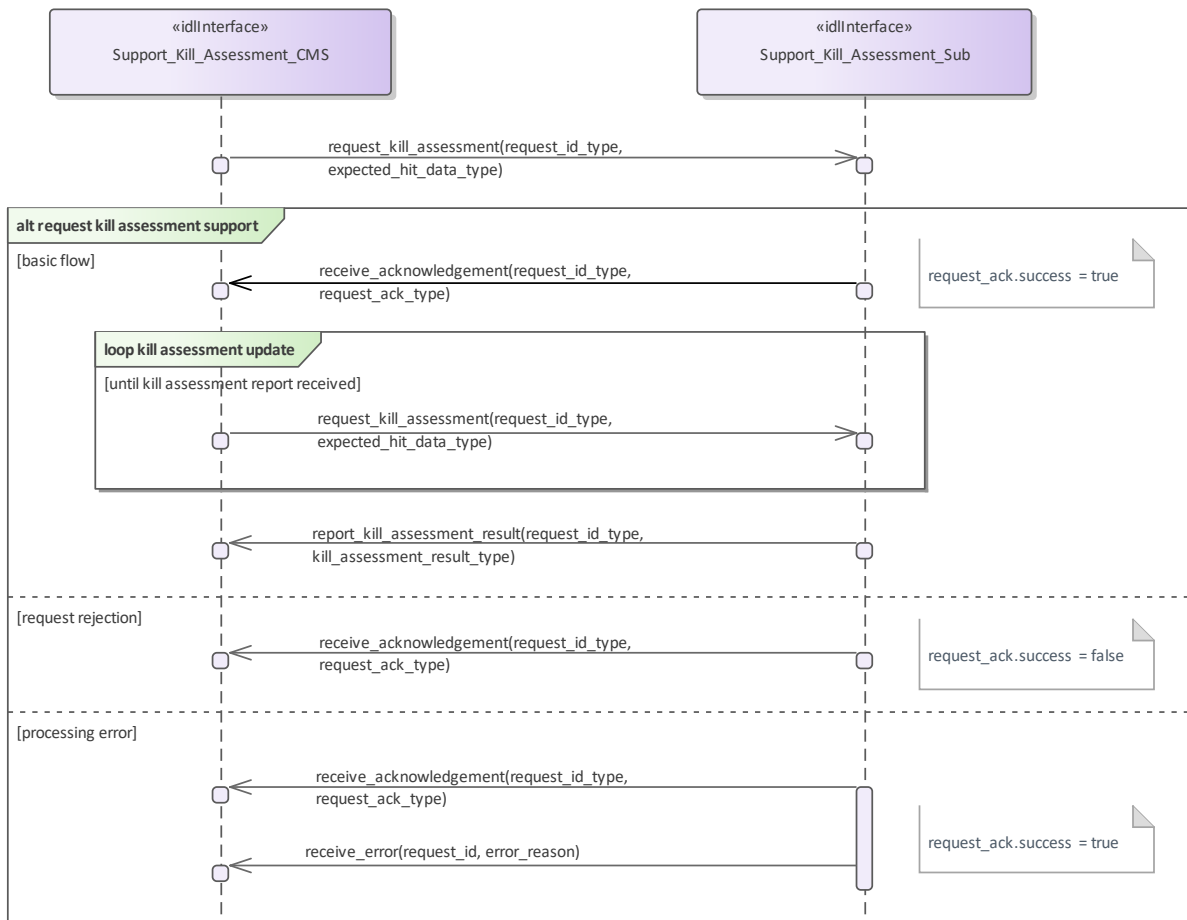 «idlInterface»
Support_Kill_Assessment_CMS
«idlInterface»
Support_Kill_Assessment_Sub
request_kill_assessment(request_id_type,
expected_hit_data_type)
alt request kill assessment support
[basic flow]
receive_acknowledgement(request_id_type,
request_ack_type)
request_ack.success = true
loop kill assessment update
[until kill assessment report received]
request_kill_assessment(request_id_type,
expected_hit_data_type)
report_kill_assessment_result(request_id_type,
kill_assessment_result_type)
[request rejection]
receive_acknowledgement(request_id_type,
request_ack_type)
request_ack.success = false
[processing error]
receive_acknowledgement(request_id_type,
request_ack_type)
receive_error(request_id, error_reason)
request_ack.success = true